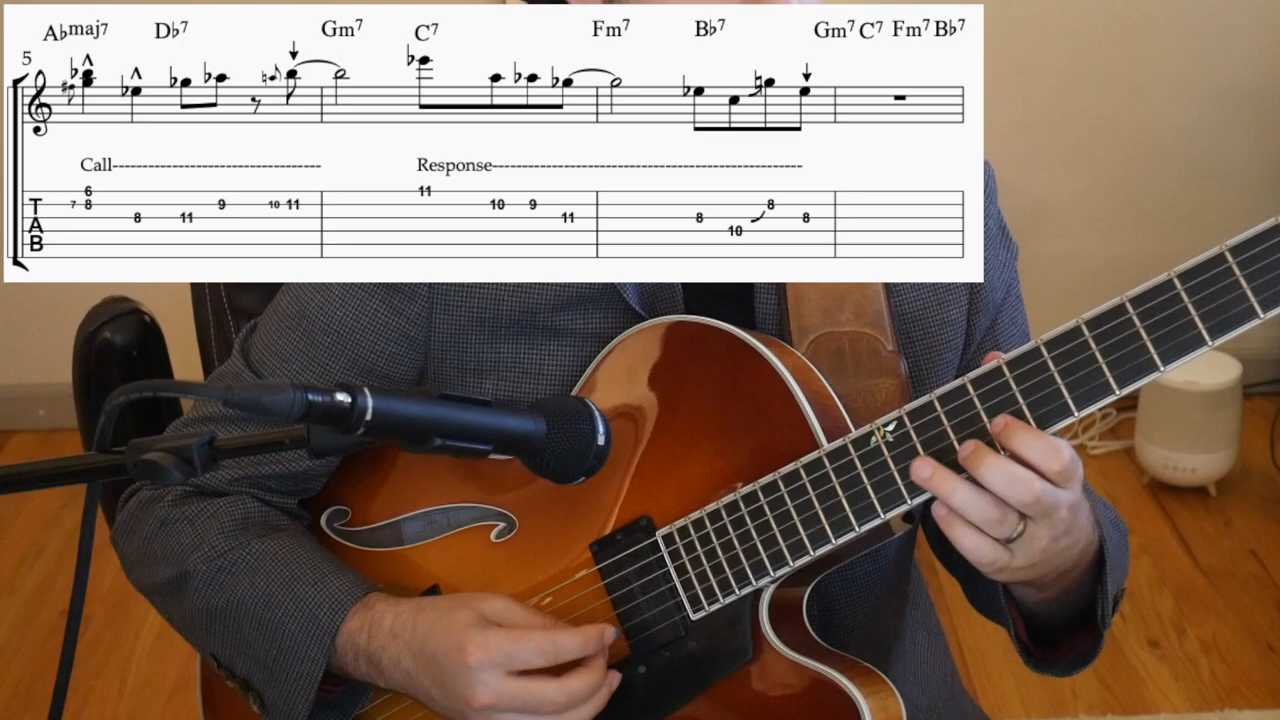 A♭maj7 D♭7 Gm7 C7 Fm7 B♭7 Gm7 C7 Fm7 B♭7
5
Call---------------------------------- Response--------------------------------------------------
6 11
T 7 8 9 10 11 10 9 8
8 11 11 8 8
A 10
B